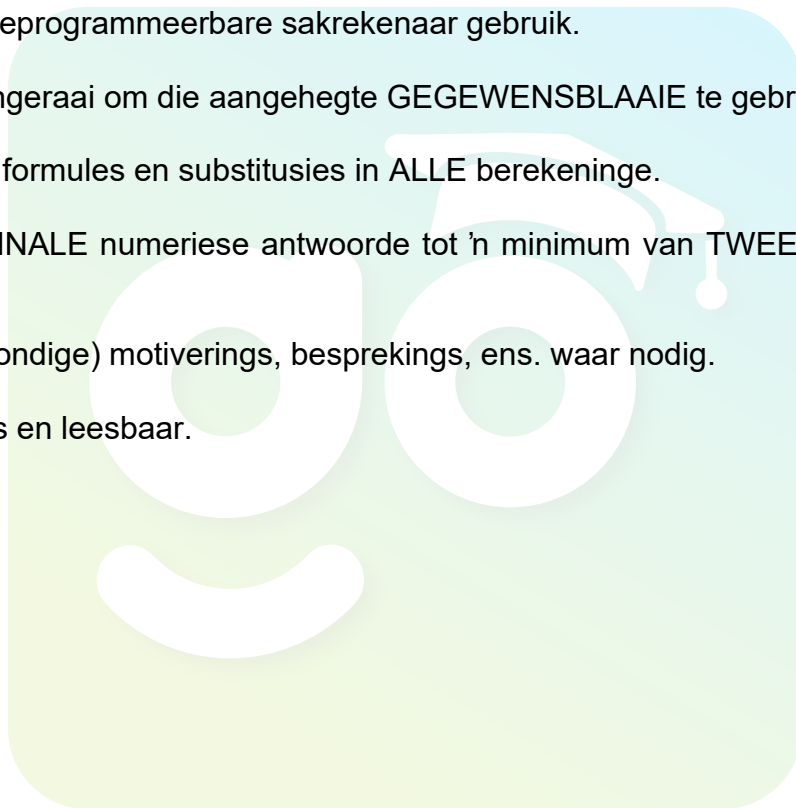 eprogrammeerbare sakrekenaar gebruik.
ngeraai om die aangehegte GEGEWENSBLAAIE te gebr
formules en substitusies in ALLE berekeninge.
INALE numeriese antwoorde tot 'n minimum van TWEE
ondige) motiverings, besprekings, ens. waar nodig.
s en leesbaar.
go